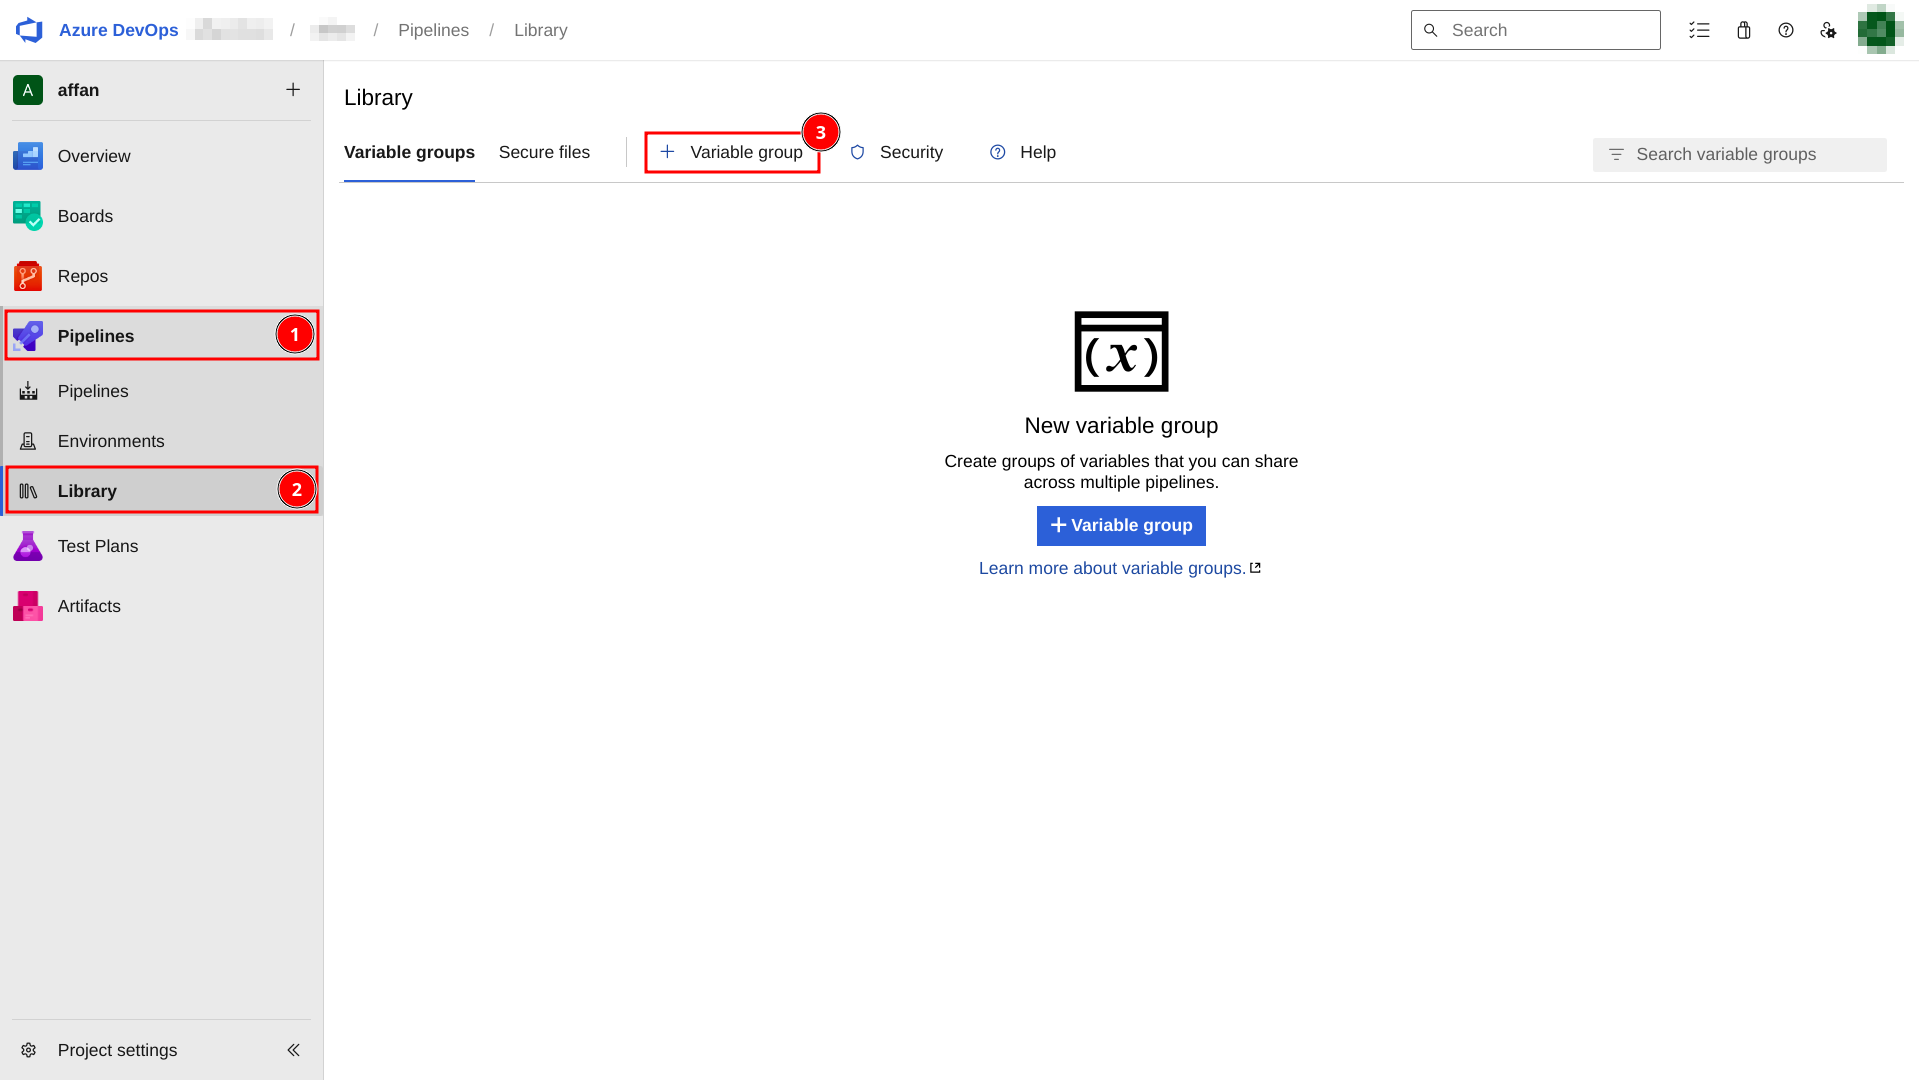 Azure DevOps / / Pipelines / Library
Search
A affan
Overview
Boards
Repos
Pipelines 1
Pipelines
Environments
Library 2
Test Plans
Artifacts
Project settings
Library
Variable groups Secure files Variable group 3 Security Help
Search variable groups
(x)
New variable group
Create groups of variables that you can share
across multiple pipelines.
Variable group
Learn more about variable groups.